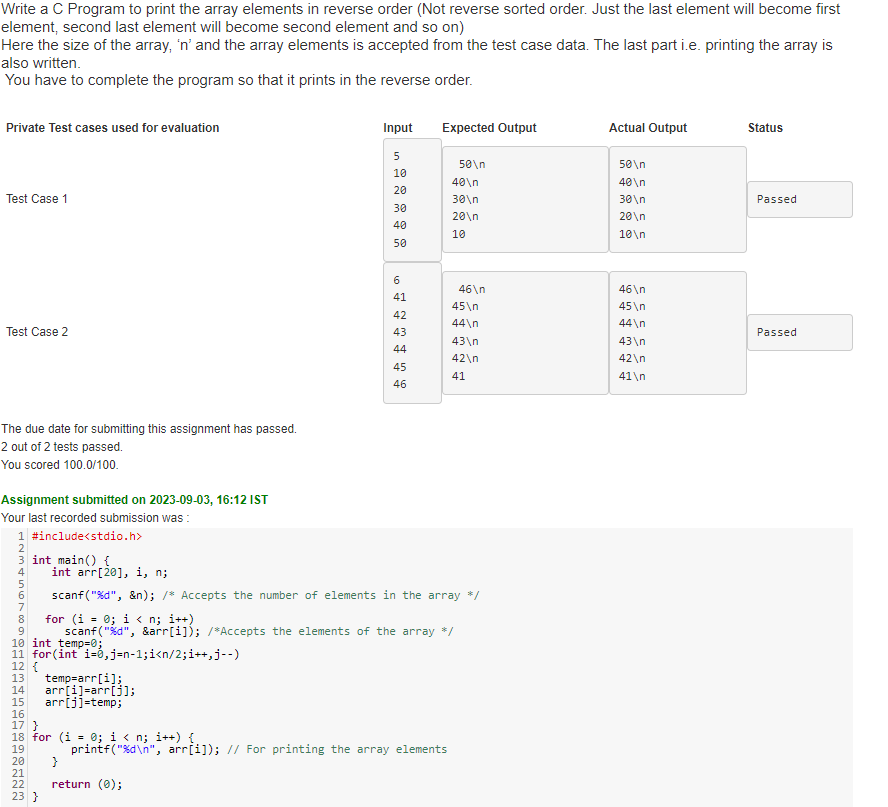 Write a C Program to print the array elements in reverse order (Not reverse sorted order. Just the last element will become first
element, second last element will become second element and so on)
Here the size of the array, ‘n’ and the array elements is accepted from the test case data. The last part i.e. printing the array is
also written.
You have to complete the program so that it prints in the reverse order.
Private Test cases used for evaluation Input Expected Output Actual Output Status
Test Case 1
5
10
20
30
40
50
50\n
40\n
30\n
20\n
10
50\n
40\n
30\n
20\n
10\n
Passed
Test Case 2
6
41
42
43
44
45
46
46\n
45\n
44\n
43\n
42\n
41
46\n
45\n
44\n
43\n
42\n
41\n
Passed
The due date for submitting this assignment has passed.
2 out of 2 tests passed.
You scored 100.0/100.
Assignment submitted on 2023-09-03, 16:12 IST
Your last recorded submission was :
1 #include<stdio.h>
2
3 int main() {
4    int arr[20], i, n;
5
6    scanf("%d", &n); /* Accepts the number of elements in the array */
7
8   for (i = 0; i < n; i++)
9      scanf("%d", &arr[i]); /*Accepts the elements of the array */
10 int temp=0;
11 for(int i=0,j=n-1;i<n/2;i++,j--)
12 {
13   temp=arr[i];
14   arr[i]=arr[j];
15   arr[j]=temp;
16
17 }
18 for (i = 0; i < n; i++) {
19       printf("%d\n", arr[i]); // For printing the array elements
20    }
21
22    return (0);
23 }